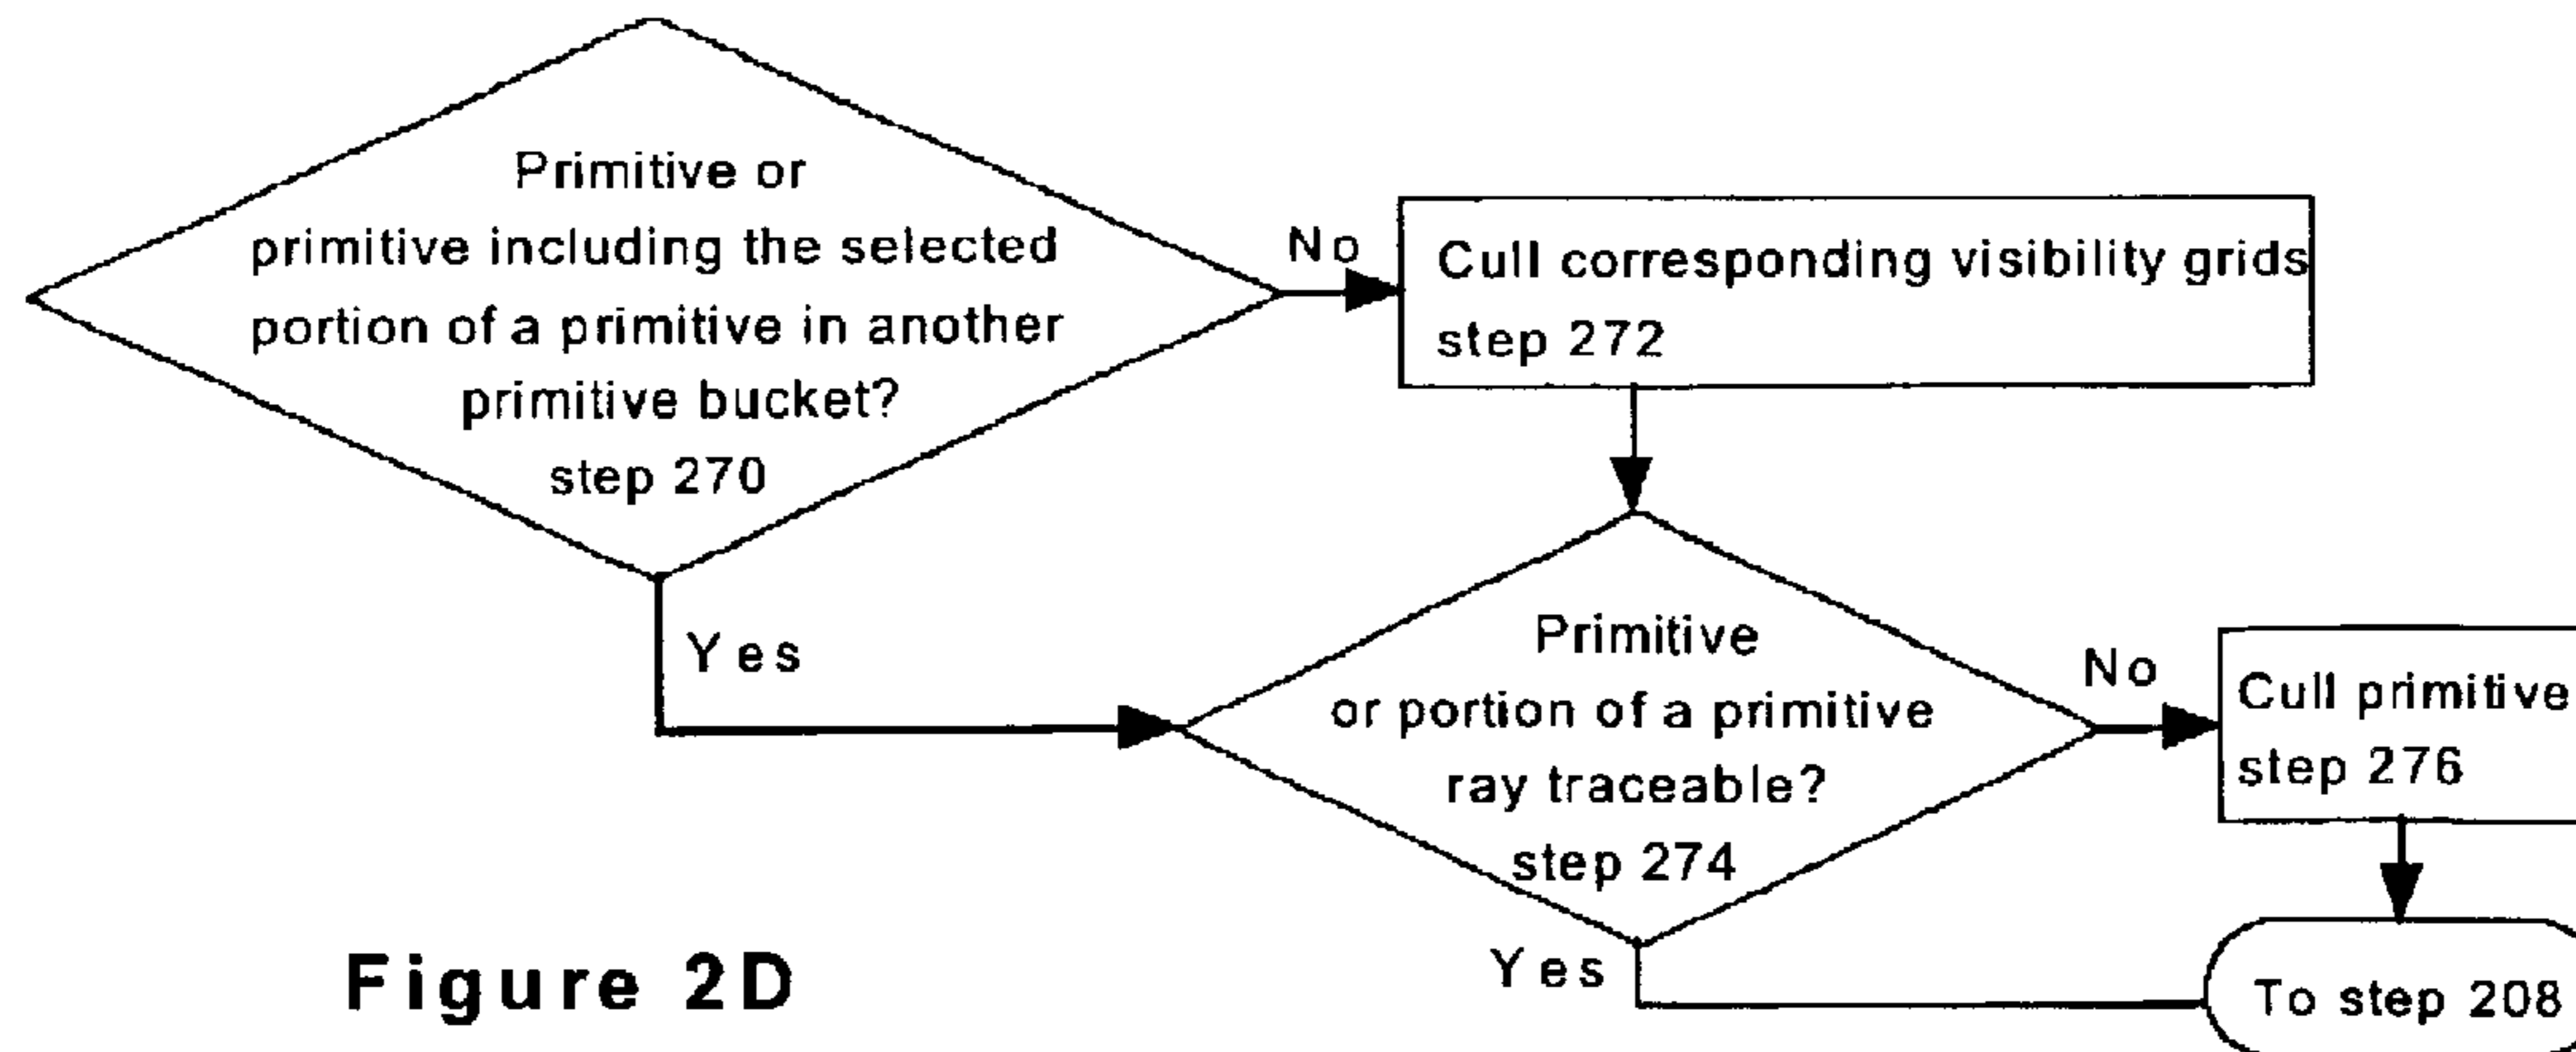 Primitive or
primitive including the selected
portion of a primitive in another
primitive bucket?
step 270
No
Cull corresponding visibility grids
step 272
Yes
Primitive
or portion of a primitive
ray traceable?
step 274
No
Cull primitive
step 276
Yes
To step 208
Figure 2D